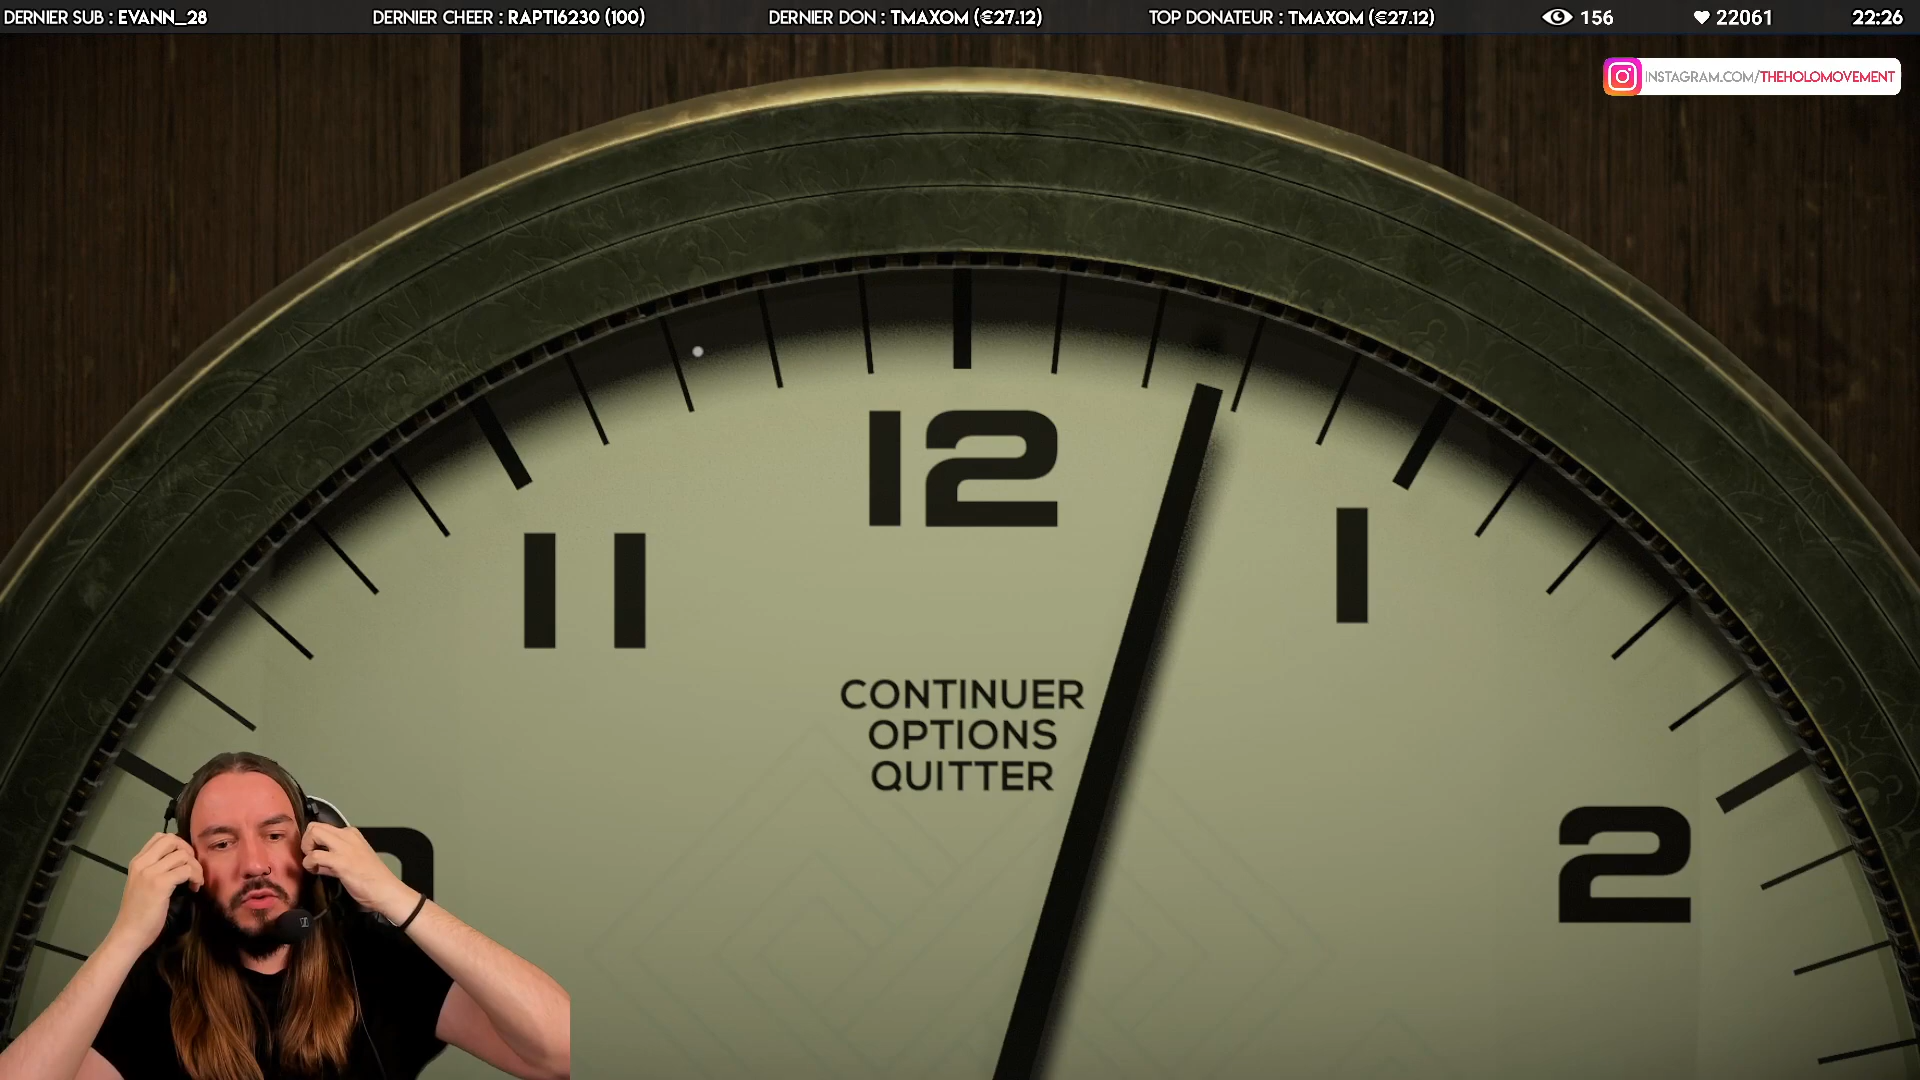 DERNIER SUB : EVANN_28
DERNIER CHEER : RAPTI6230 (100)
DERNIER DON : TMAXOM (€27.12)
TOP DONATEUR : TMAXOM (€27.12)
156
22061
22:26
INSTAGRAM.COM/THEHOLOMOVEMENT
12
11
1
CONTINUER
OPTIONS
QUITTER
2